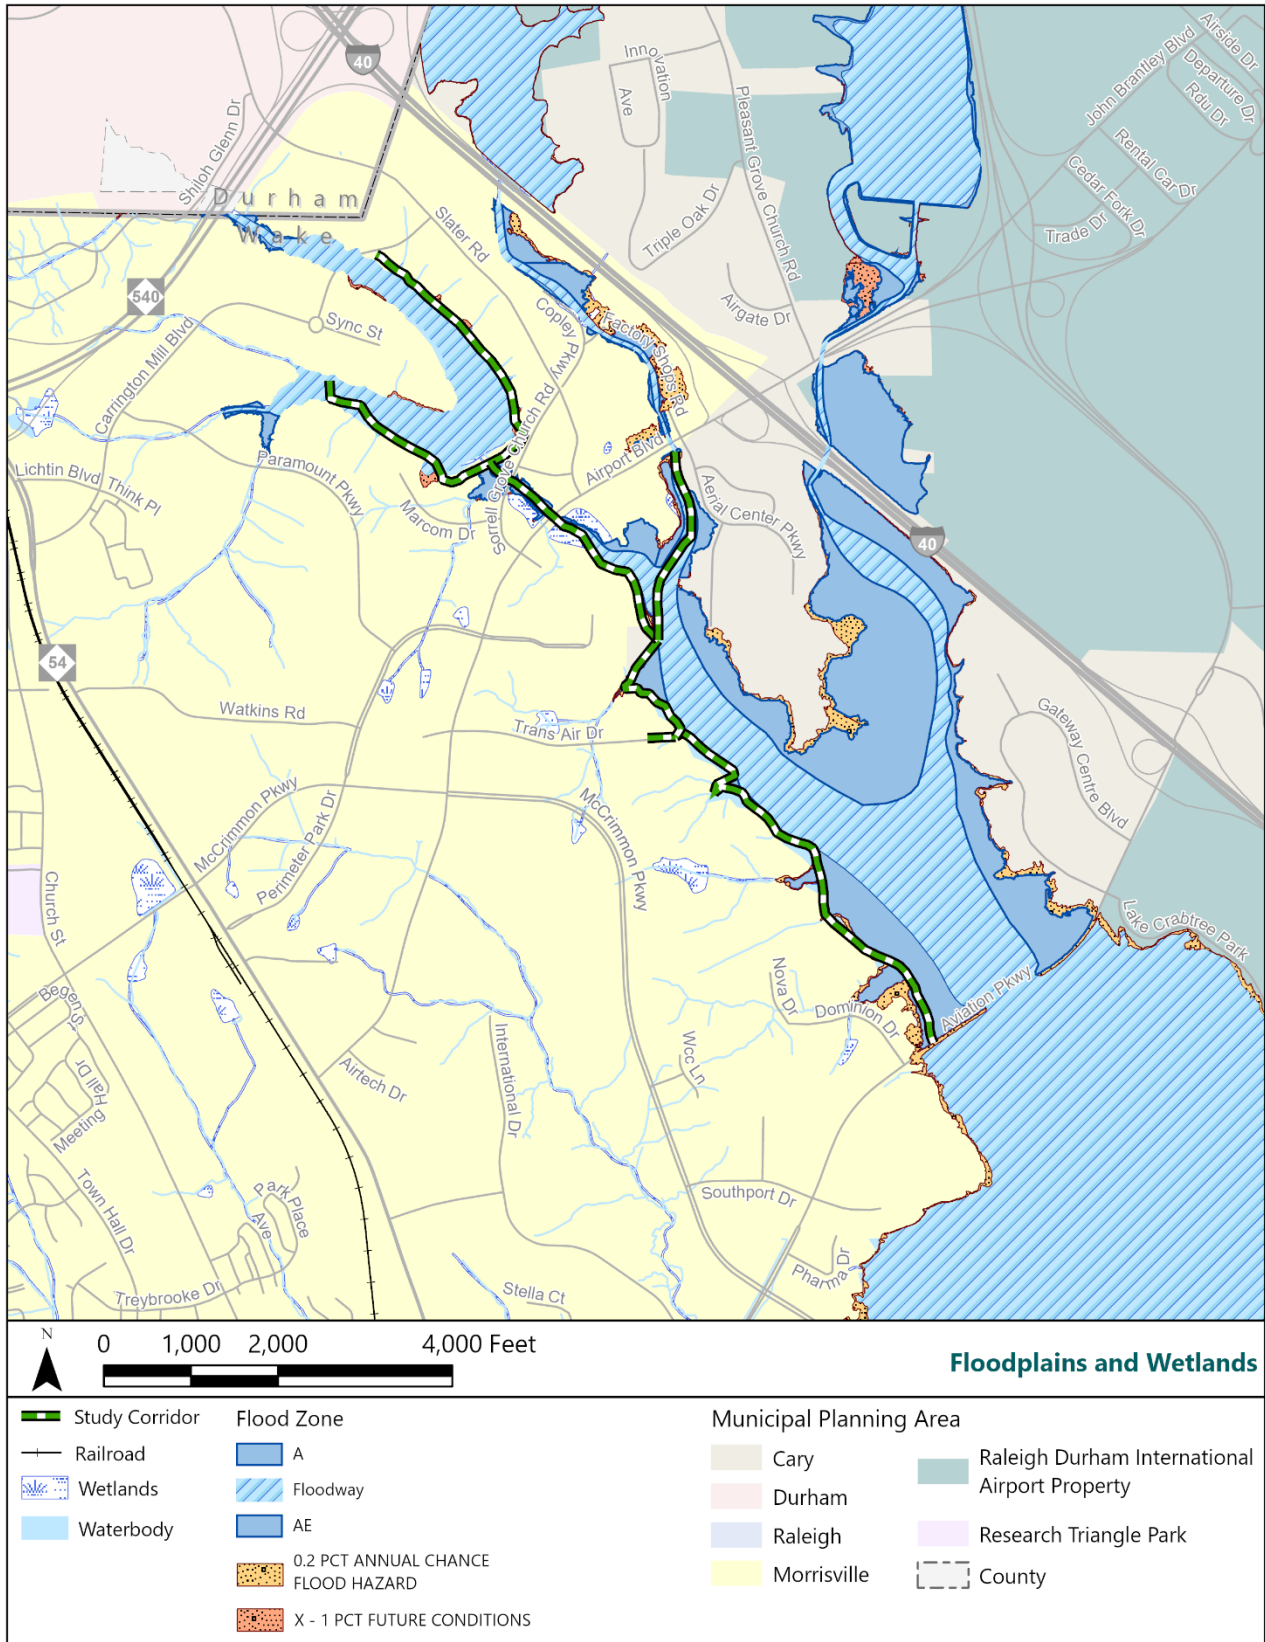 40
Innovation
Ave
Pleasant Grove Church Rd
Airside Dr
John Brantley Blvd
Departure Dr
Rdu Dr
Rental Car Dr
Cedar Fork Dr
Trade Dr
Shiloh Glenn Dr
Durham
Wake
Slater Rd
Triple Oak Dr
540
Sync St
Copley Pkwy
Factory Shops Rd
Airgate Dr
Carrington Mill Blvd
Sorrell Grove Church Rd
Airport Blvd
Paramount Pkwy
Lichtin Blvd
Think Pl
Marcom Dr
Aerial Center Pkwy
40
54
Watkins Rd
Trans Air Dr
Gateway Centre Blvd
McCrimmon Pkwy
Perimeter Park Dr
McCrimmon Pkwy
Church St
Lake Crabtree Park
Aviation Pkwy
Nova Dr
Dominion Dr
Begen St
Hall Dr
Meeting
Airtech Dr
International Dr
Wcc Ln
Town Hall Dr
Park Place
Ave
Southport Dr
Pharma Dr
Treybrooke Dr
Stella Ct
N
0 1,000 2,000 4,000 Feet
Floodplains and Wetlands
Study Corridor
Railroad
Wetlands
Waterbody
Flood Zone
A
Floodway
AE
0.2 PCT ANNUAL CHANCE
FLOOD HAZARD
X - 1 PCT FUTURE CONDITIONS
Municipal Planning Area
Cary
Durham
Raleigh
Morrisville
Raleigh Durham International
Airport Property
Research Triangle Park
County